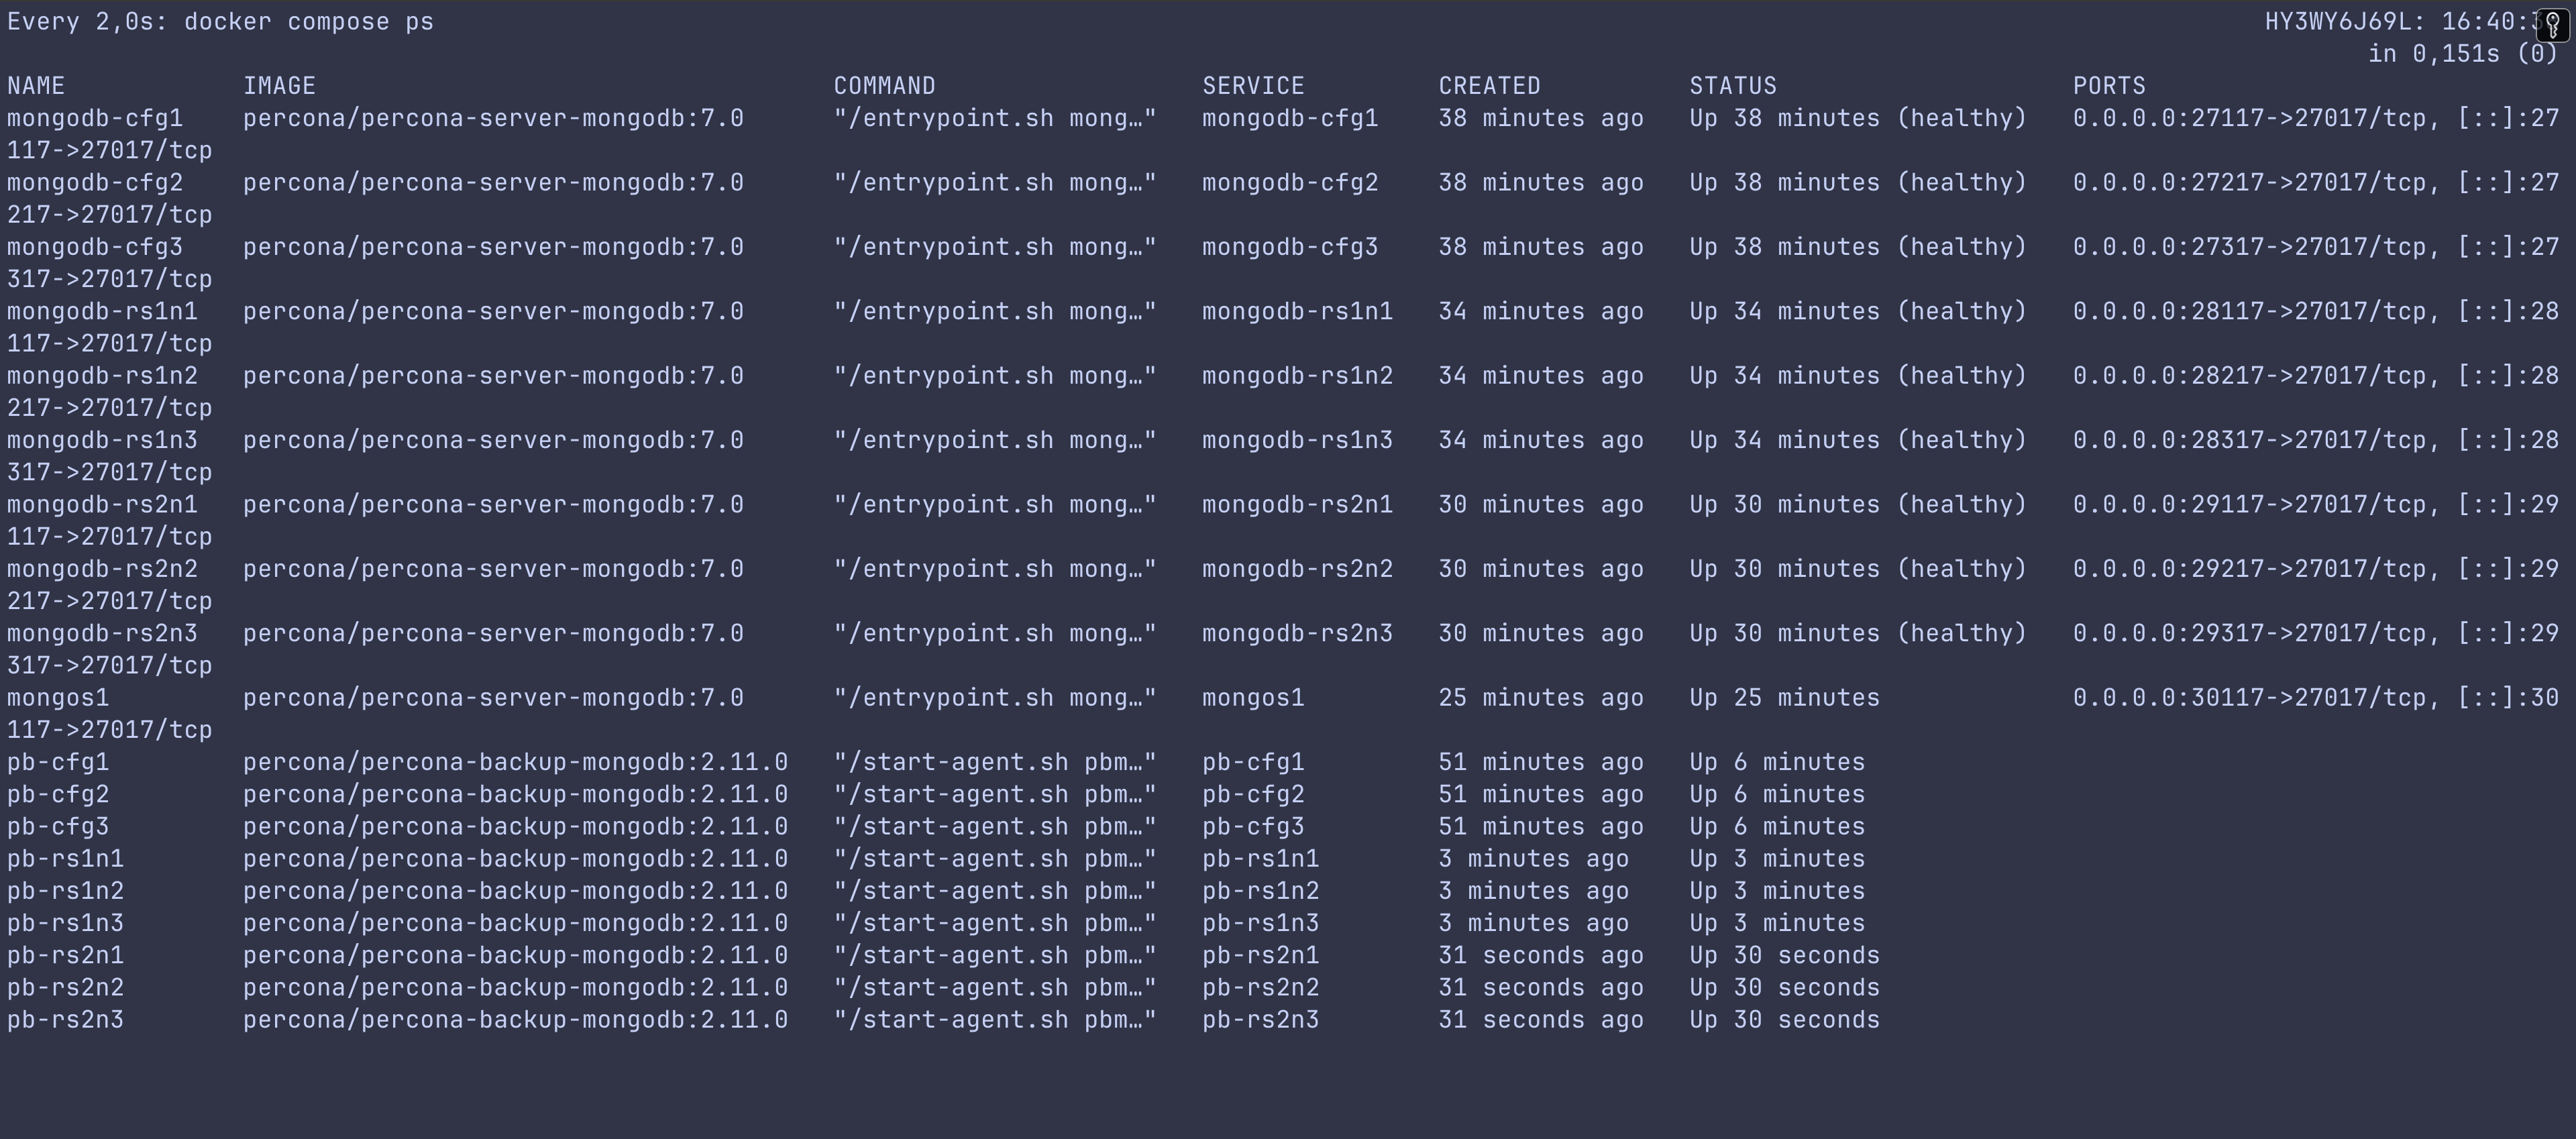 Every 2,0s: docker compose ps HY3WY6J69L: 16:40:
in 0,151s (0)
NAME IMAGE COMMAND SERVICE CREATED STATUS PORTS
mongodb-cfg1 percona/percona-server-mongodb:7.0 "/entrypoint.sh mong…" mongodb-cfg1 38 minutes ago Up 38 minutes (healthy) 0.0.0.0:27117->27017/tcp, [::]:27
117->27017/tcp
mongodb-cfg2 percona/percona-server-mongodb:7.0 "/entrypoint.sh mong…" mongodb-cfg2 38 minutes ago Up 38 minutes (healthy) 0.0.0.0:27217->27017/tcp, [::]:27
217->27017/tcp
mongodb-cfg3 percona/percona-server-mongodb:7.0 "/entrypoint.sh mong…" mongodb-cfg3 38 minutes ago Up 38 minutes (healthy) 0.0.0.0:27317->27017/tcp, [::]:27
317->27017/tcp
mongodb-rs1n1 percona/percona-server-mongodb:7.0 "/entrypoint.sh mong…" mongodb-rs1n1 34 minutes ago Up 34 minutes (healthy) 0.0.0.0:28117->27017/tcp, [::]:28
117->27017/tcp
mongodb-rs1n2 percona/percona-server-mongodb:7.0 "/entrypoint.sh mong…" mongodb-rs1n2 34 minutes ago Up 34 minutes (healthy) 0.0.0.0:28217->27017/tcp, [::]:28
217->27017/tcp
mongodb-rs1n3 percona/percona-server-mongodb:7.0 "/entrypoint.sh mong…" mongodb-rs1n3 34 minutes ago Up 34 minutes (healthy) 0.0.0.0:28317->27017/tcp, [::]:28
317->27017/tcp
mongodb-rs2n1 percona/percona-server-mongodb:7.0 "/entrypoint.sh mong…" mongodb-rs2n1 30 minutes ago Up 30 minutes (healthy) 0.0.0.0:29117->27017/tcp, [::]:29
117->27017/tcp
mongodb-rs2n2 percona/percona-server-mongodb:7.0 "/entrypoint.sh mong…" mongodb-rs2n2 30 minutes ago Up 30 minutes (healthy) 0.0.0.0:29217->27017/tcp, [::]:29
217->27017/tcp
mongodb-rs2n3 percona/percona-server-mongodb:7.0 "/entrypoint.sh mong…" mongodb-rs2n3 30 minutes ago Up 30 minutes (healthy) 0.0.0.0:29317->27017/tcp, [::]:29
317->27017/tcp
mongos1 percona/percona-server-mongodb:7.0 "/entrypoint.sh mong…" mongos1 25 minutes ago Up 25 minutes 0.0.0.0:30117->27017/tcp, [::]:30
117->27017/tcp
pb-cfg1 percona/percona-backup-mongodb:2.11.0 "/start-agent.sh pbm…" pb-cfg1 51 minutes ago Up 6 minutes
pb-cfg2 percona/percona-backup-mongodb:2.11.0 "/start-agent.sh pbm…" pb-cfg2 51 minutes ago Up 6 minutes
pb-cfg3 percona/percona-backup-mongodb:2.11.0 "/start-agent.sh pbm…" pb-cfg3 51 minutes ago Up 6 minutes
pb-rs1n1 percona/percona-backup-mongodb:2.11.0 "/start-agent.sh pbm…" pb-rs1n1 3 minutes ago Up 3 minutes
pb-rs1n2 percona/percona-backup-mongodb:2.11.0 "/start-agent.sh pbm…" pb-rs1n2 3 minutes ago Up 3 minutes
pb-rs1n3 percona/percona-backup-mongodb:2.11.0 "/start-agent.sh pbm…" pb-rs1n3 3 minutes ago Up 3 minutes
pb-rs2n1 percona/percona-backup-mongodb:2.11.0 "/start-agent.sh pbm…" pb-rs2n1 31 seconds ago Up 30 seconds
pb-rs2n2 percona/percona-backup-mongodb:2.11.0 "/start-agent.sh pbm…" pb-rs2n2 31 seconds ago Up 30 seconds
pb-rs2n3 percona/percona-backup-mongodb:2.11.0 "/start-agent.sh pbm…" pb-rs2n3 31 seconds ago Up 30 seconds